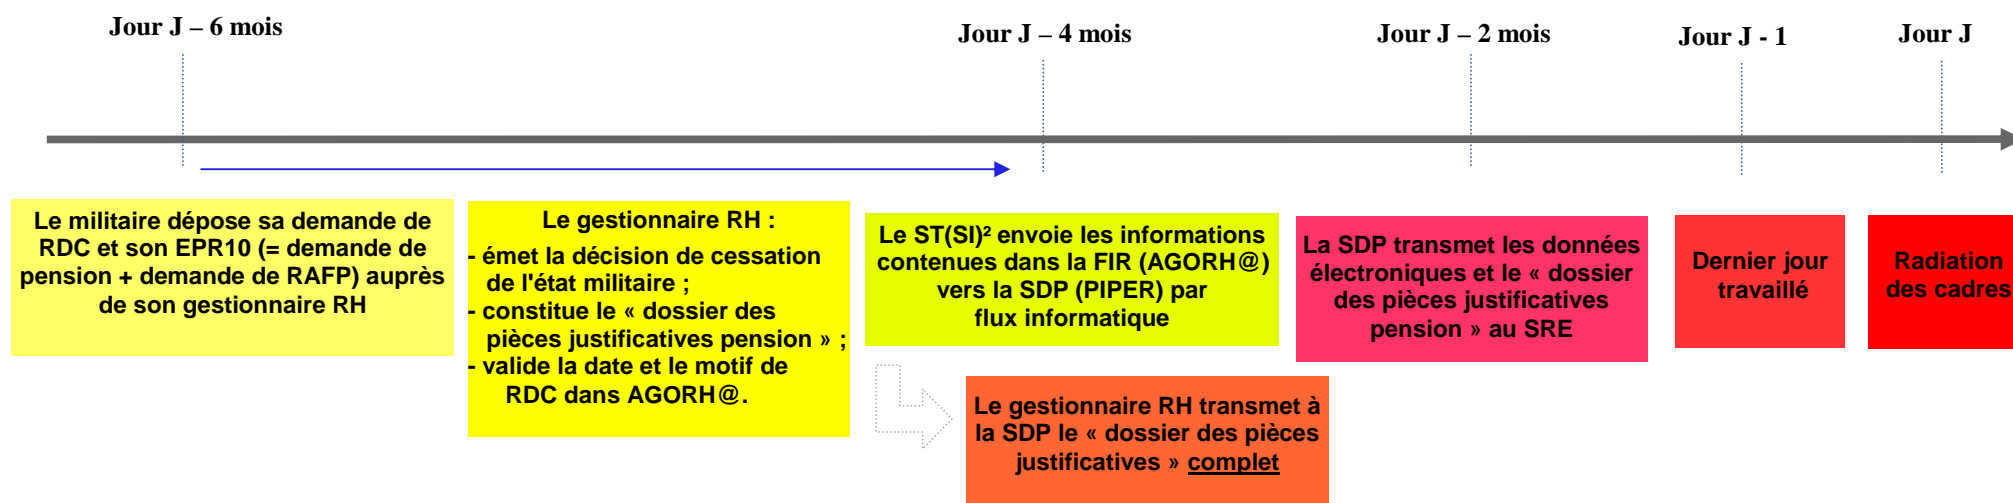 Jour J – 6 mois
Jour J – 4 mois
Jour J – 2 mois
Jour J - 1
Jour J
Le militaire dépose sa demande de
RDC et son EPR10 (= demande de
pension + demande de RAFP) auprès
de son gestionnaire RH
Le gestionnaire RH :
- émet la décision de cessation
de l'état militaire ;
- constitue le « dossier des
pièces justificatives pension » ;
- valide la date et le motif de
RDC dans AGORH@.
Le ST(SI)² envoie les informations
contenues dans la FIR (AGORH@)
vers la SDP (PIPER) par
flux informatique
Le gestionnaire RH transmet à
la SDP le « dossier des pièces
justificatives » complet
La SDP transmet les données
électroniques et le « dossier
des pièces justificatives
pension » au SRE
Dernier jour
travaillé
Radiation
des cadres